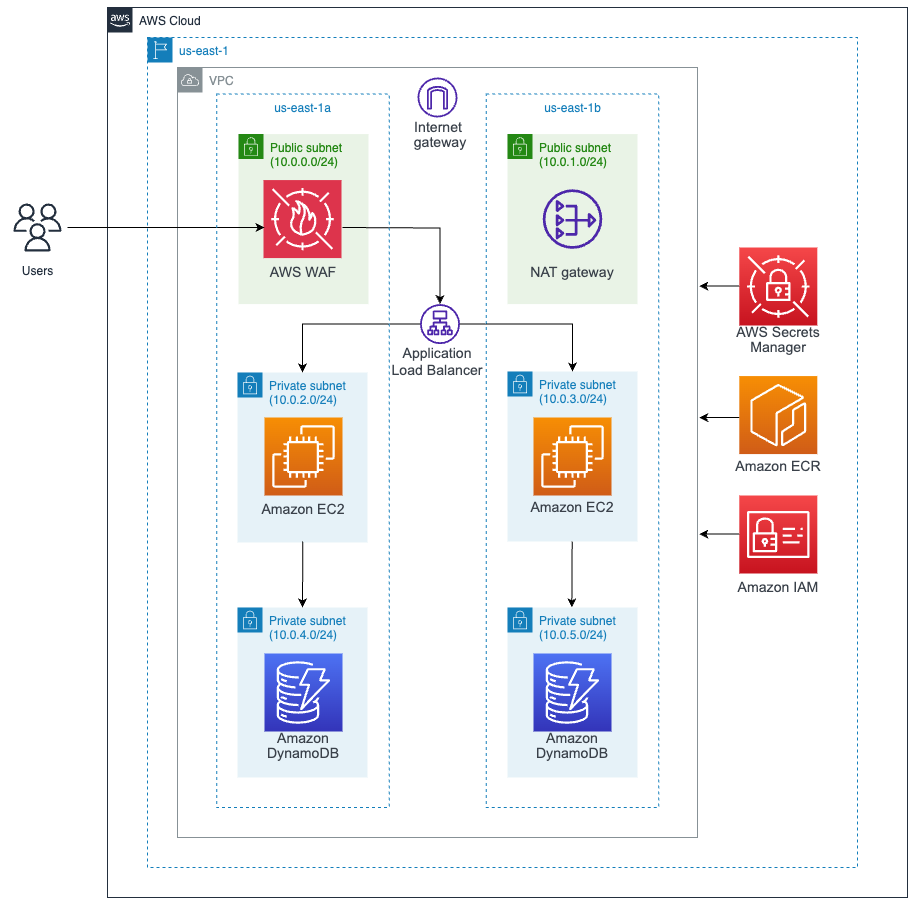 aws
AWS Cloud
us-east-1
VPC
us-east-1a
us-east-1b
Internet
gateway
Public subnet
(10.0.0.0/24)
Public subnet
(10.0.1.0/24)
AWS WAF
NAT gateway
Users
AWS Secrets
Manager
Application
Load Balancer
Private subnet
(10.0.2.0/24)
Private subnet
(10.0.3.0/24)
Amazon EC2
Amazon EC2
Amazon ECR
Amazon IAM
Private subnet
(10.0.4.0/24)
Private subnet
(10.0.5.0/24)
Amazon
DynamoDB
Amazon
DynamoDB